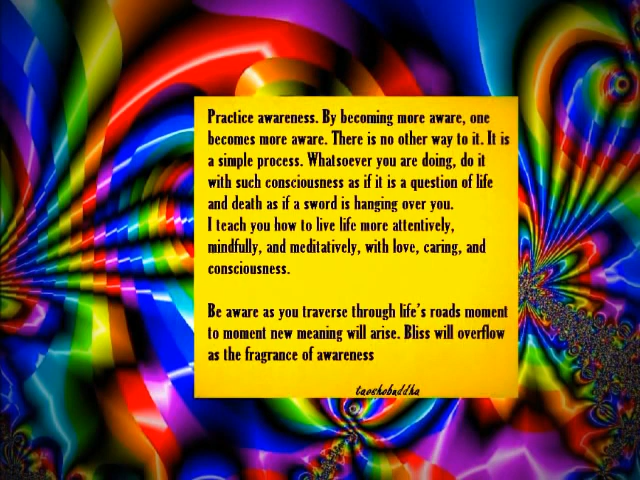 Practice awareness. By becoming more aware, one
becomes more aware. There is no other way to it. It is
a simple process. Whatsoever you are doing, do it
with such consciousness as if it is a question of life
and death as if a sword is hanging over you.
I teach you how to live life more attentively,
mindfully, and meditatively, with love, caring, and
consciousness.
Be aware as you traverse through life's roads moment
to moment new meaning will arise. Bliss will overflow
as the fragrance of awareness
taoshobuddha